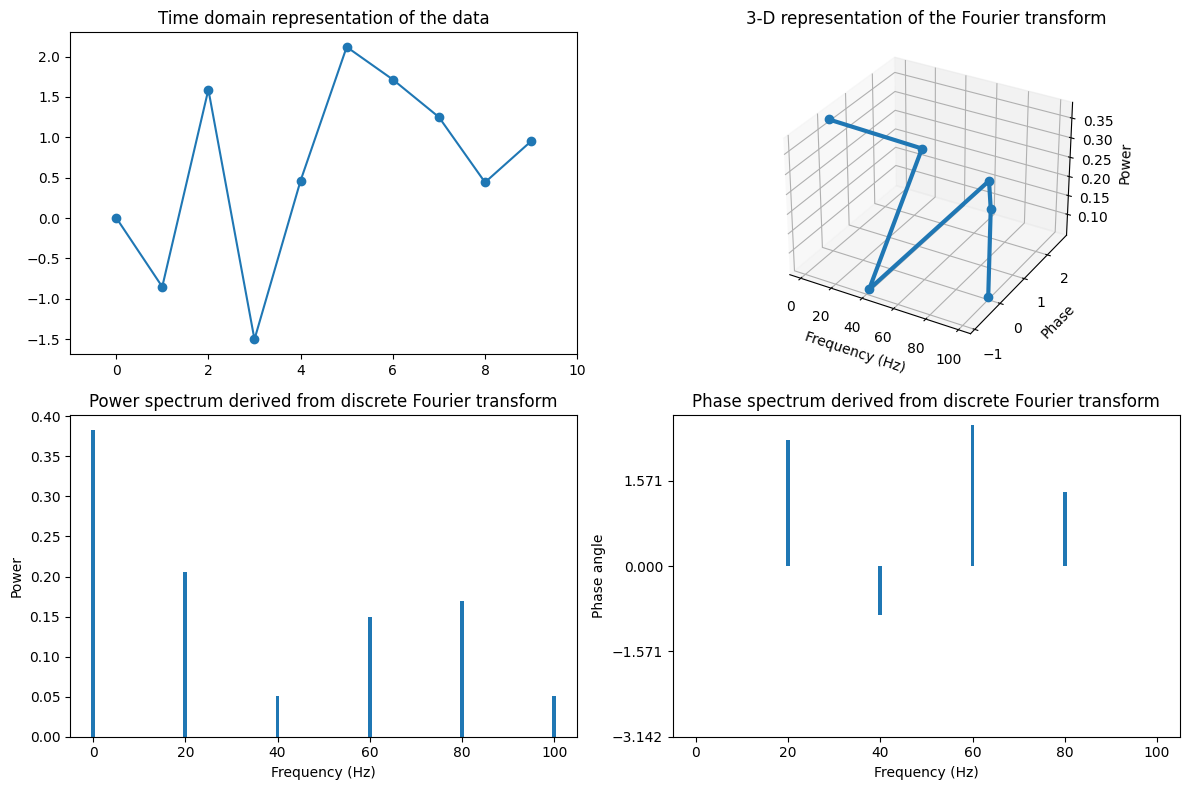 Time domain representation of the data
2.0
1.5
1.0
0.5
0.0
−0.5
−1.0
−1.5
0 2 4 6 8 10
3-D representation of the Fourier transform
0.35
0.30
0.25
0.20
0.15
0.10
Power
0 20 40 60 80 100
Frequency (Hz)
−1 0 1 2
Phase
Power spectrum derived from discrete Fourier transform
0.40
0.35
0.30
0.25
0.20
0.15
0.10
0.05
0.00
Power
0 20 40 60 80 100
Frequency (Hz)
Phase spectrum derived from discrete Fourier transform
1.571
0.000
−1.571
−3.142
Phase angle
0 20 40 60 80 100
Frequency (Hz)